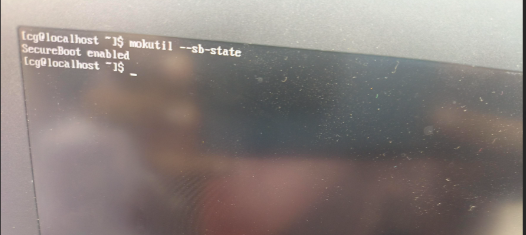 [cg@localhost ~]$ mokutil --sb-state
SecureBoot enabled
[cg@localhost ~]$ _